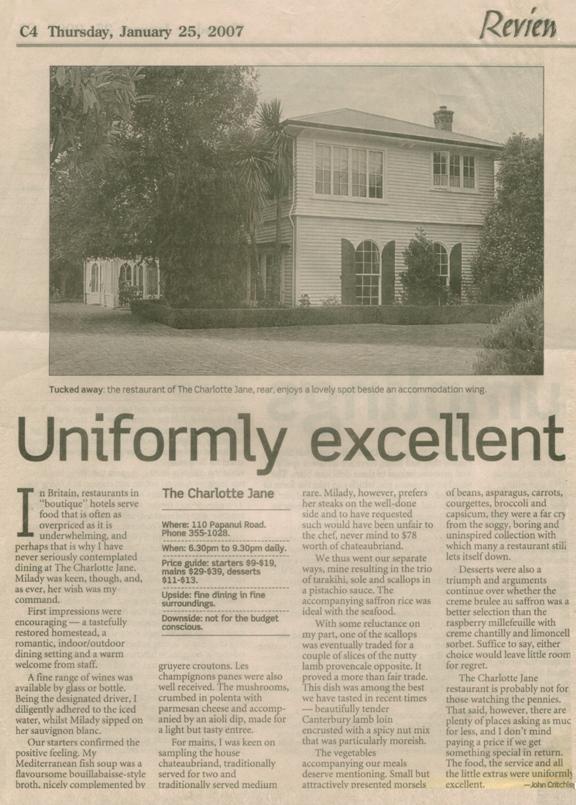 C4 Thursday, January 25, 2007
Review
Tucked away: the restaurant of The Charlotte Jane, rear, enjoys a lovely spot beside an accommodation wing.
Uniformly excellent
In Britain, restaurants in
"boutique" hotels serve
food that is often as
overpriced as it is
underwhelming, and
perhaps that is why I have
never seriously contemplated
dining at The Charlotte Jane.
Milady was keen, though, and,
as ever, her wish was my
command.
First impressions were
encouraging — a tastefully
restored homestead, a
romantic, indoor/outdoor
dining setting and a warm
welcome from staff.
A fine range of wines was
available by glass or bottle.
Being the designated driver, I
diligently adhered to the iced
water, whilst Milady sipped on
her sauvignon blanc.
Our starters confirmed the
positive feeling. My
Mediterranean fish soup was a
flavoursome bouillabaisse-style
broth, nicely complemented by
The Charlotte Jane
Where: 110 Papanui Road.
Phone 355-1028.
When: 6.30pm to 9.30pm daily.
Price guide: starters $9-$19,
mains $29-$39, desserts
$11-$13.
Upside: fine dining in fine
surroundings.
Downside: not for the budget
conscious.
gruyere croutons. Les
champignons panes were also
well received. The mushrooms,
crumbed in polenta with
parmesan cheese and accomp-
anied by an aioli dip, made for
a light but tasty entree.
For mains, I was keen on
sampling the house
chateaubriand, traditionally
served for two and
traditionally served medium
rare. Milady, however, prefers
her steaks on the well-done
side and to have requested
such would have been unfair to
the chef, never mind to $78
worth of chateaubriand.
We thus went our separate
ways, mine resulting in the trio
of tarakihi, sole and scallops in
a pistachio sauce. The
accompanying saffron rice was
ideal with the seafood.
With some reluctance on
my part, one of the scallops
was eventually traded for a
couple of slices of the nutty
lamb provencale opposite. It
proved a more than fair trade.
This dish was among the best
we have tasted in recent times
— beautifully tender
Canterbury lamb loin
encrusted with a spicy nut mix
that was particularly moreish.
The vegetables
accompanying our meals
deserve mentioning. Small but
attractively presented morsels
of beans, asparagus, carrots,
courgettes, broccoli and
capsicum, they were a far cry
from the soggy, boring and
uninspired collection with
which many a restaurant still
lets itself down.
Desserts were also a
triumph and arguments
continue over whether the
creme brulee au saffron was a
better selection than the
raspberry millefeuille with
creme chantilly and limoncell
sorbet. Suffice to say, either
choice would leave little room
for regret.
The Charlotte Jane
restaurant is probably not for
those watching the pennies.
That said, however, there are
plenty of places asking as muc
for less, and I don't mind
paying a price if we get
something special in return.
The food, the service and all
the little extras were uniformly
excellent.
—John Critchle